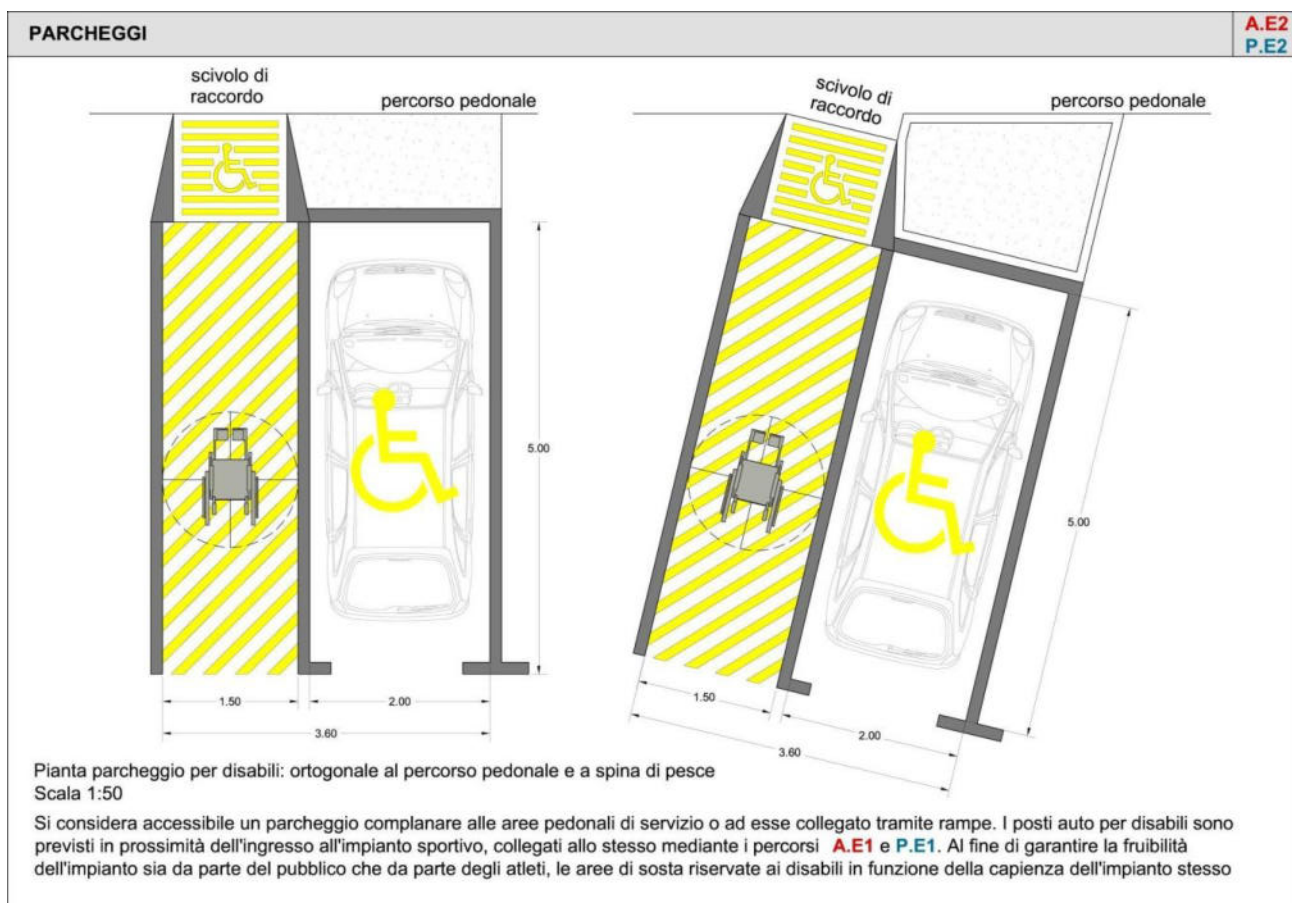 PARCHEGGI
A.E2
P.E2
scivolo di
raccordo
percorso pedonale
scivolo di
raccordo
percorso pedonale
5.00
5.00
1.50
2.00
3.60
1.50
2.00
3.60
Pianta parcheggio per disabili: ortogonale al percorso pedonale e a spina di pesce
Scala 1:50
Si considera accessibile un parcheggio complanare alle aree pedonali di servizio o ad esse collegato tramite rampe. I posti auto per disabili sono
previsti in prossimità dell'ingresso all'impianto sportivo, collegati allo stesso mediante i percorsi A.E1 e P.E1. Al fine di garantire la fruibilità
dell'impianto sia da parte del pubblico che da parte degli atleti, le aree di sosta riservate ai disabili in funzione della capienza dell'impianto stesso